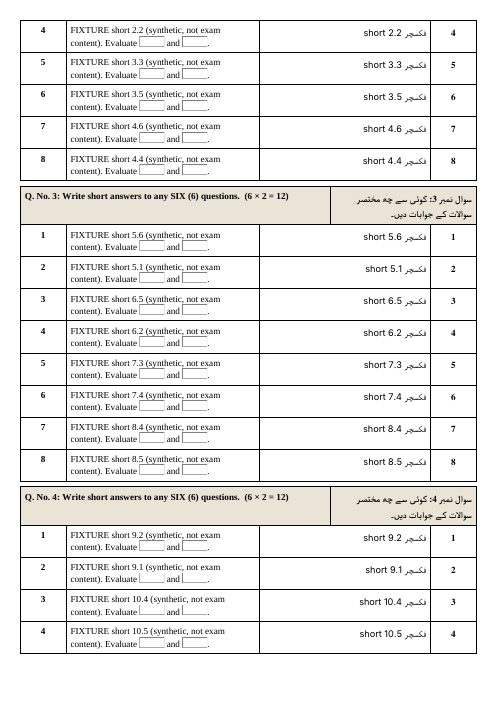 4 FIXTURE short 2.2 (synthetic, not exam فکسچر short 2.2 4
content). Evaluate and .
5 FIXTURE short 3.3 (synthetic, not exam فکسچر short 3.3 5
content). Evaluate and .
6 FIXTURE short 3.5 (synthetic, not exam فکسچر short 3.5 6
content). Evaluate and .
7 FIXTURE short 4.6 (synthetic, not exam فکسچر short 4.6 7
content). Evaluate and .
8 FIXTURE short 4.4 (synthetic, not exam فکسچر short 4.4 8
content). Evaluate and .
Q. No. 3: Write short answers to any SIX (6) questions. (6 × 2 = 12) سوال نمبر 3: کوئی سے چھ مختصر
سوالات کے جوابات دیں۔
1 FIXTURE short 5.6 (synthetic, not exam فکسچر short 5.6 1
content). Evaluate and .
2 FIXTURE short 5.1 (synthetic, not exam فکسچر short 5.1 2
content). Evaluate and .
3 FIXTURE short 6.5 (synthetic, not exam فکسچر short 6.5 3
content). Evaluate and .
4 FIXTURE short 6.2 (synthetic, not exam فکسچر short 6.2 4
content). Evaluate and .
5 FIXTURE short 7.3 (synthetic, not exam فکسچر short 7.3 5
content). Evaluate and .
6 FIXTURE short 7.4 (synthetic, not exam فکسچر short 7.4 6
content). Evaluate and .
7 FIXTURE short 8.4 (synthetic, not exam فکسچر short 8.4 7
content). Evaluate and .
8 FIXTURE short 8.5 (synthetic, not exam فکسچر short 8.5 8
content). Evaluate and .
Q. No. 4: Write short answers to any SIX (6) questions. (6 × 2 = 12) سوال نمبر 4: کوئی سے چھ مختصر
سوالات کے جوابات دیں۔
1 FIXTURE short 9.2 (synthetic, not exam فکسچر short 9.2 1
content). Evaluate and .
2 FIXTURE short 9.1 (synthetic, not exam فکسچر short 9.1 2
content). Evaluate and .
3 FIXTURE short 10.4 (synthetic, not exam فکسچر short 10.4 3
content). Evaluate and .
4 FIXTURE short 10.5 (synthetic, not exam فکسچر short 10.5 4
content). Evaluate and .